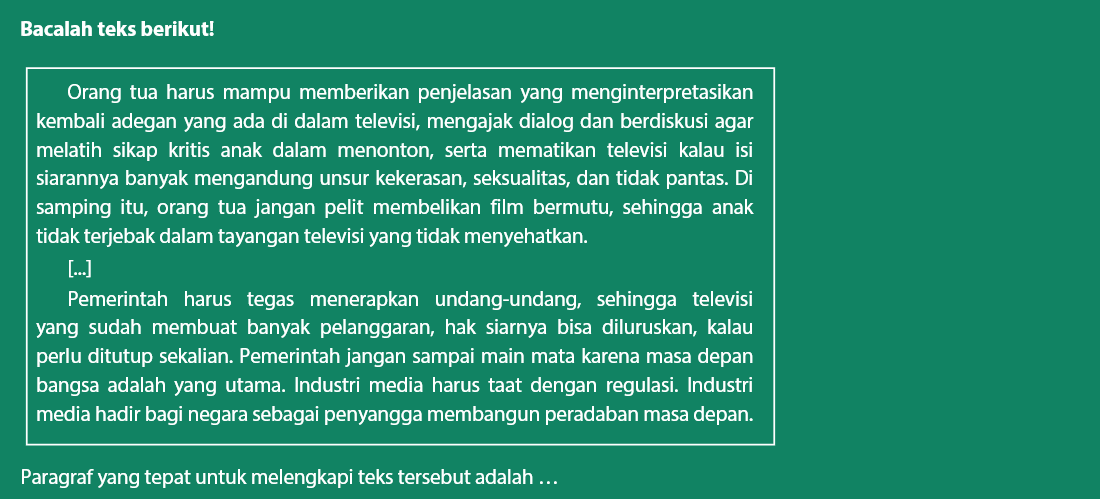 Bacalah teks berikut!
Orang tua harus mampu memberikan penjelasan yang menginterpretasikan
kembali adegan yang ada di dalam televisi, mengajak dialog dan berdiskusi agar
melatih sikap kritis anak dalam menonton, serta mematikan televisi kalau isi
siarannya banyak mengandung unsur kekerasan, seksualitas, dan tidak pantas. Di
samping itu, orang tua jangan pelit membelikan film bermutu, sehingga anak
tidak terjebak dalam tayangan televisi yang tidak menyehatkan.
[...]
Pemerintah harus tegas menerapkan undang-undang, sehingga televisi
yang sudah membuat banyak pelanggaran, hak siarnya bisa diluruskan, kalau
perlu ditutup sekalian. Pemerintah jangan sampai main mata karena masa depan
bangsa adalah yang utama. Industri media harus taat dengan regulasi. Industri
media hadir bagi negara sebagai penyangga membangun peradaban masa depan.
Paragraf yang tepat untuk melengkapi teks tersebut adalah ...